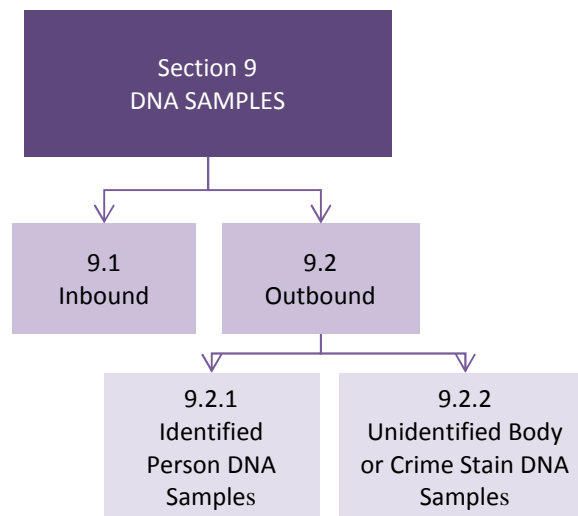 Section 9
DNA SAMPLES
9.1
Inbound
9.2
Outbound
9.2.1
Identified
Person DNA
Samples
9.2.2
Unidentified Body
or Crime Stain DNA
Samples